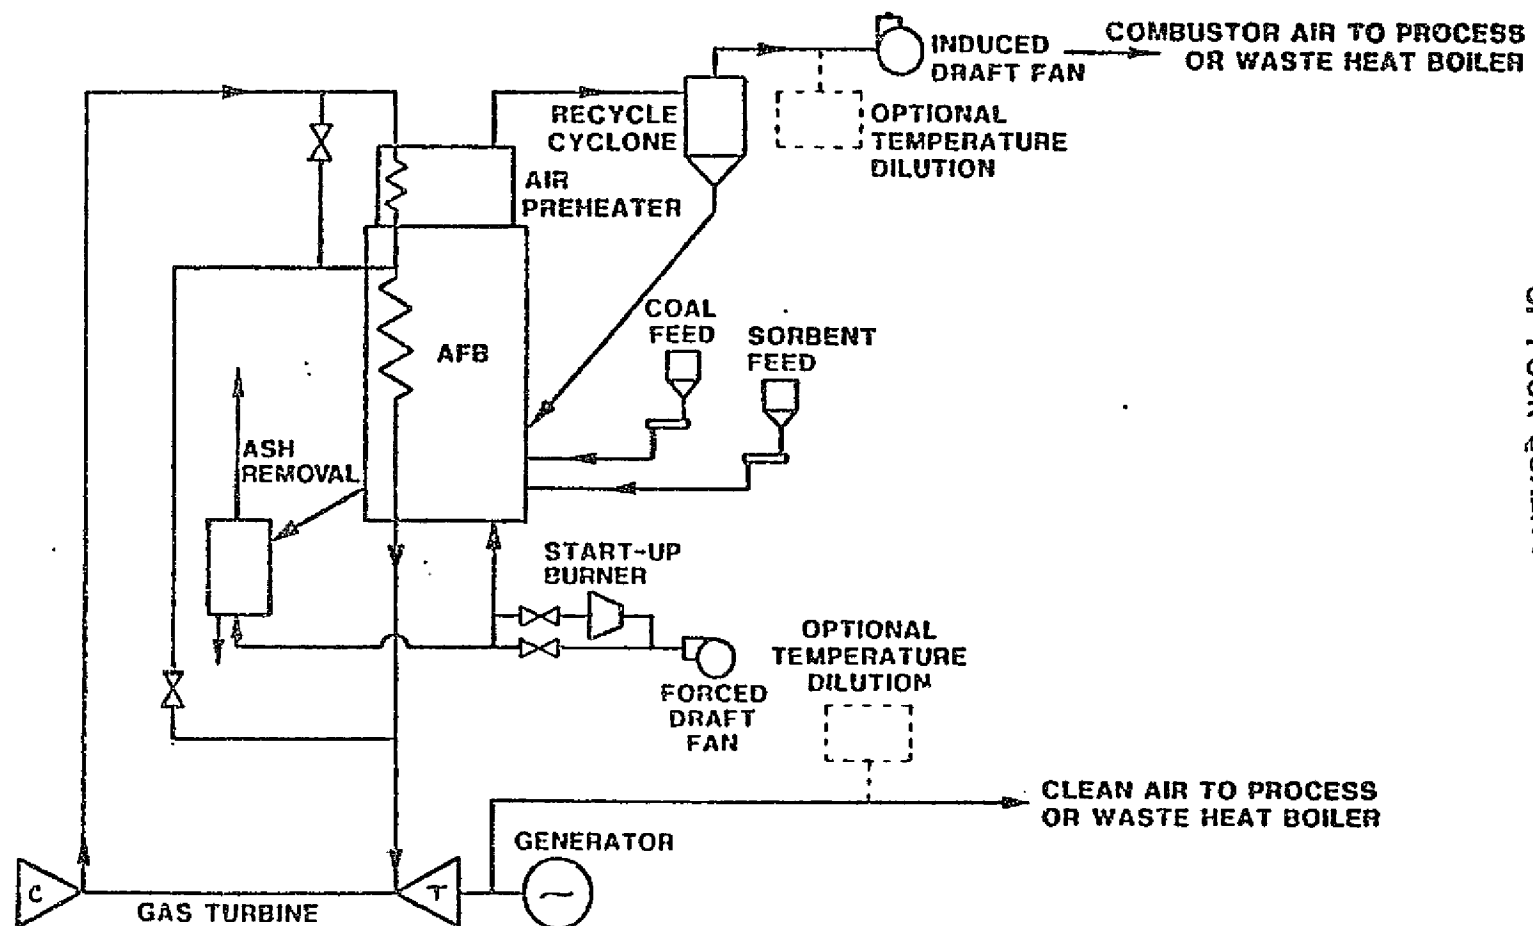 INDUCED
DRAFT FAN
COMBUSTOR AIR TO PROCESS
OR WASTE HEAT BOILER
RECYCLE
CYCLONE
OPTIONAL
TEMPERATURE
DILUTION
AIR
PREHEATER
COAL
FEED
SORBENT
FEED
AFB
ASH
REMOVAL
START-UP
BURNER
OPTIONAL
TEMPERATURE
DILUTION
FORCED
DRAFT
FAN
CLEAN AIR TO PROCESS
OR WASTE HEAT BOILER
GENERATOR
C
T
GAS TURBINE